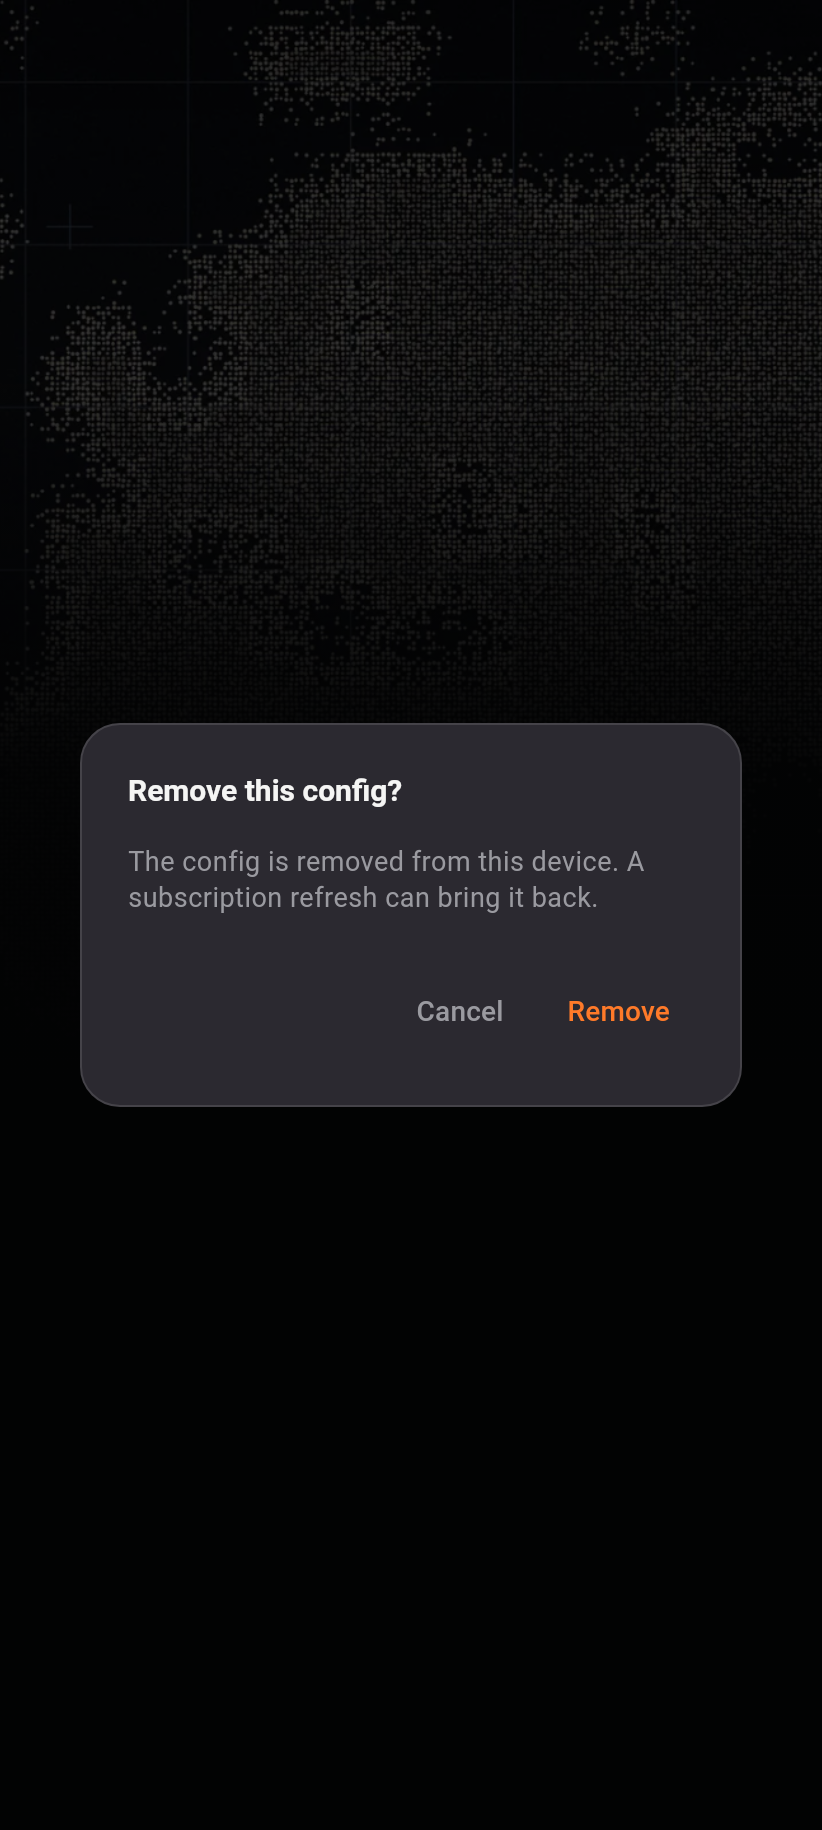 Remove this config?
The config is removed from this device. A
subscription refresh can bring it back.
Cancel Remove